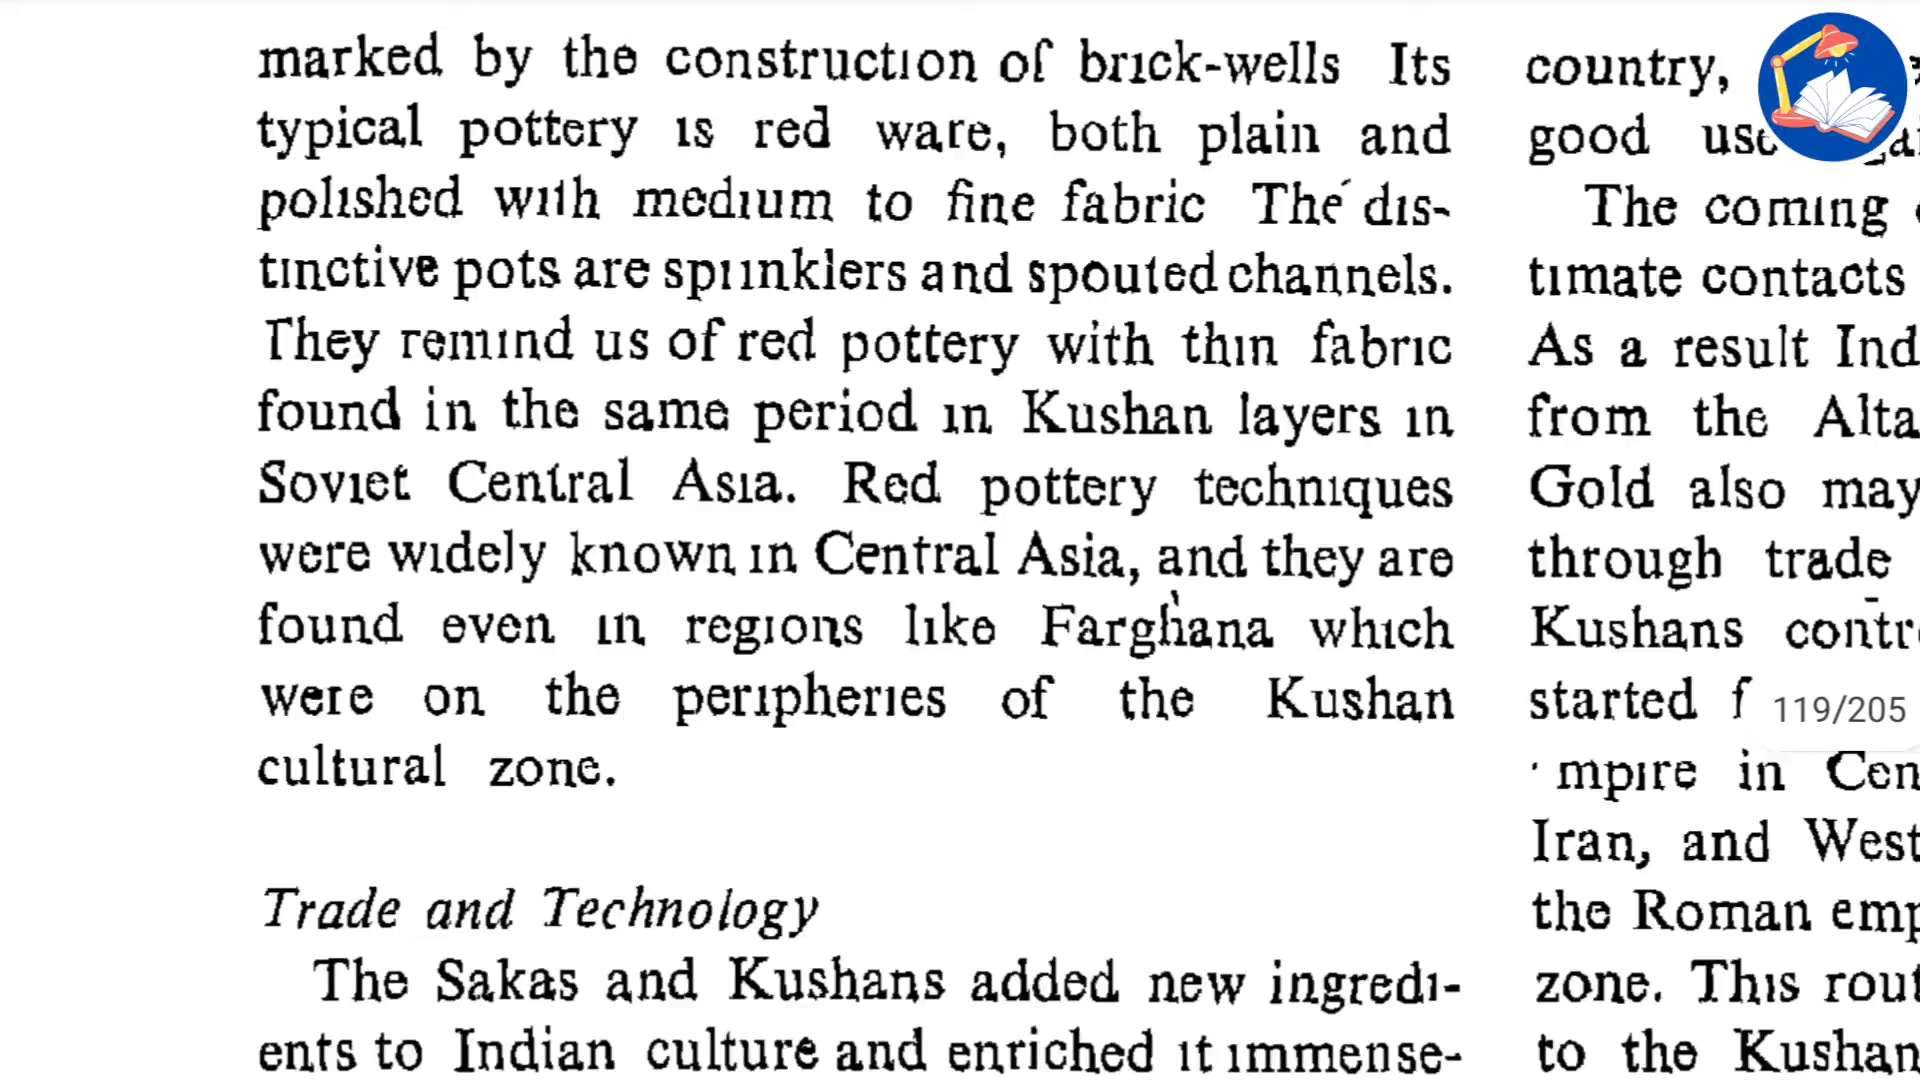 marked by the construction of brick-wells Its
typical pottery is red ware, both plain and
polished with medium to fine fabric The dis-
tinctive pots are sprinklers and spouted channels.
They remind us of red pottery with thin fabric
found in the same period in Kushan layers in
Soviet Central Asia. Red pottery techniques
were widely known in Central Asia, and they are
found even in regions like Farghana which
were on the peripheries of the Kushan
cultural zone.
Trade and Technology
The Sakas and Kushans added new ingredi-
ents to Indian culture and enriched it immense-
country,
good
The coming
timate contacts
As a result Ind
from the Alta
Gold also may
through trade
Kushans contr
started f
mpire in Cen
Iran, and West
the Roman emp
zone. This rout
to the Kushan
119/205